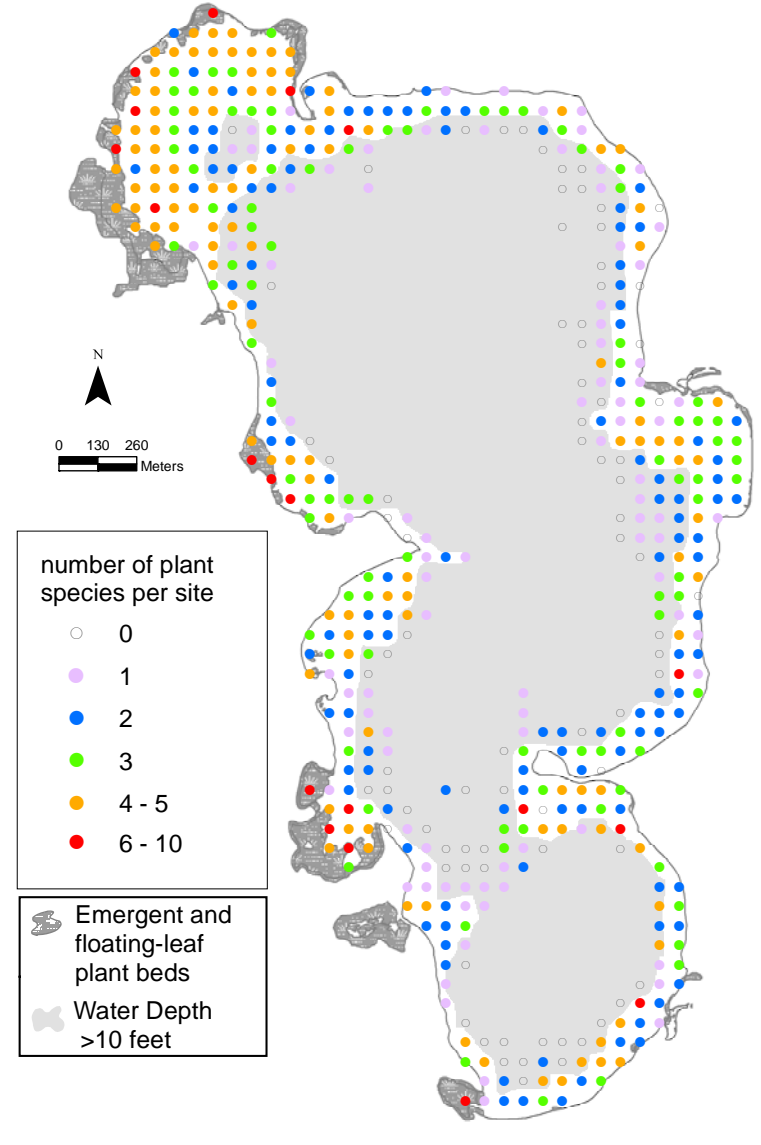 N
0 130 260
Meters
number of plant
species per site
0
1
2
3
4 - 5
6 - 10
Emergent and
floating-leaf
plant beds
Water Depth
>10 feet